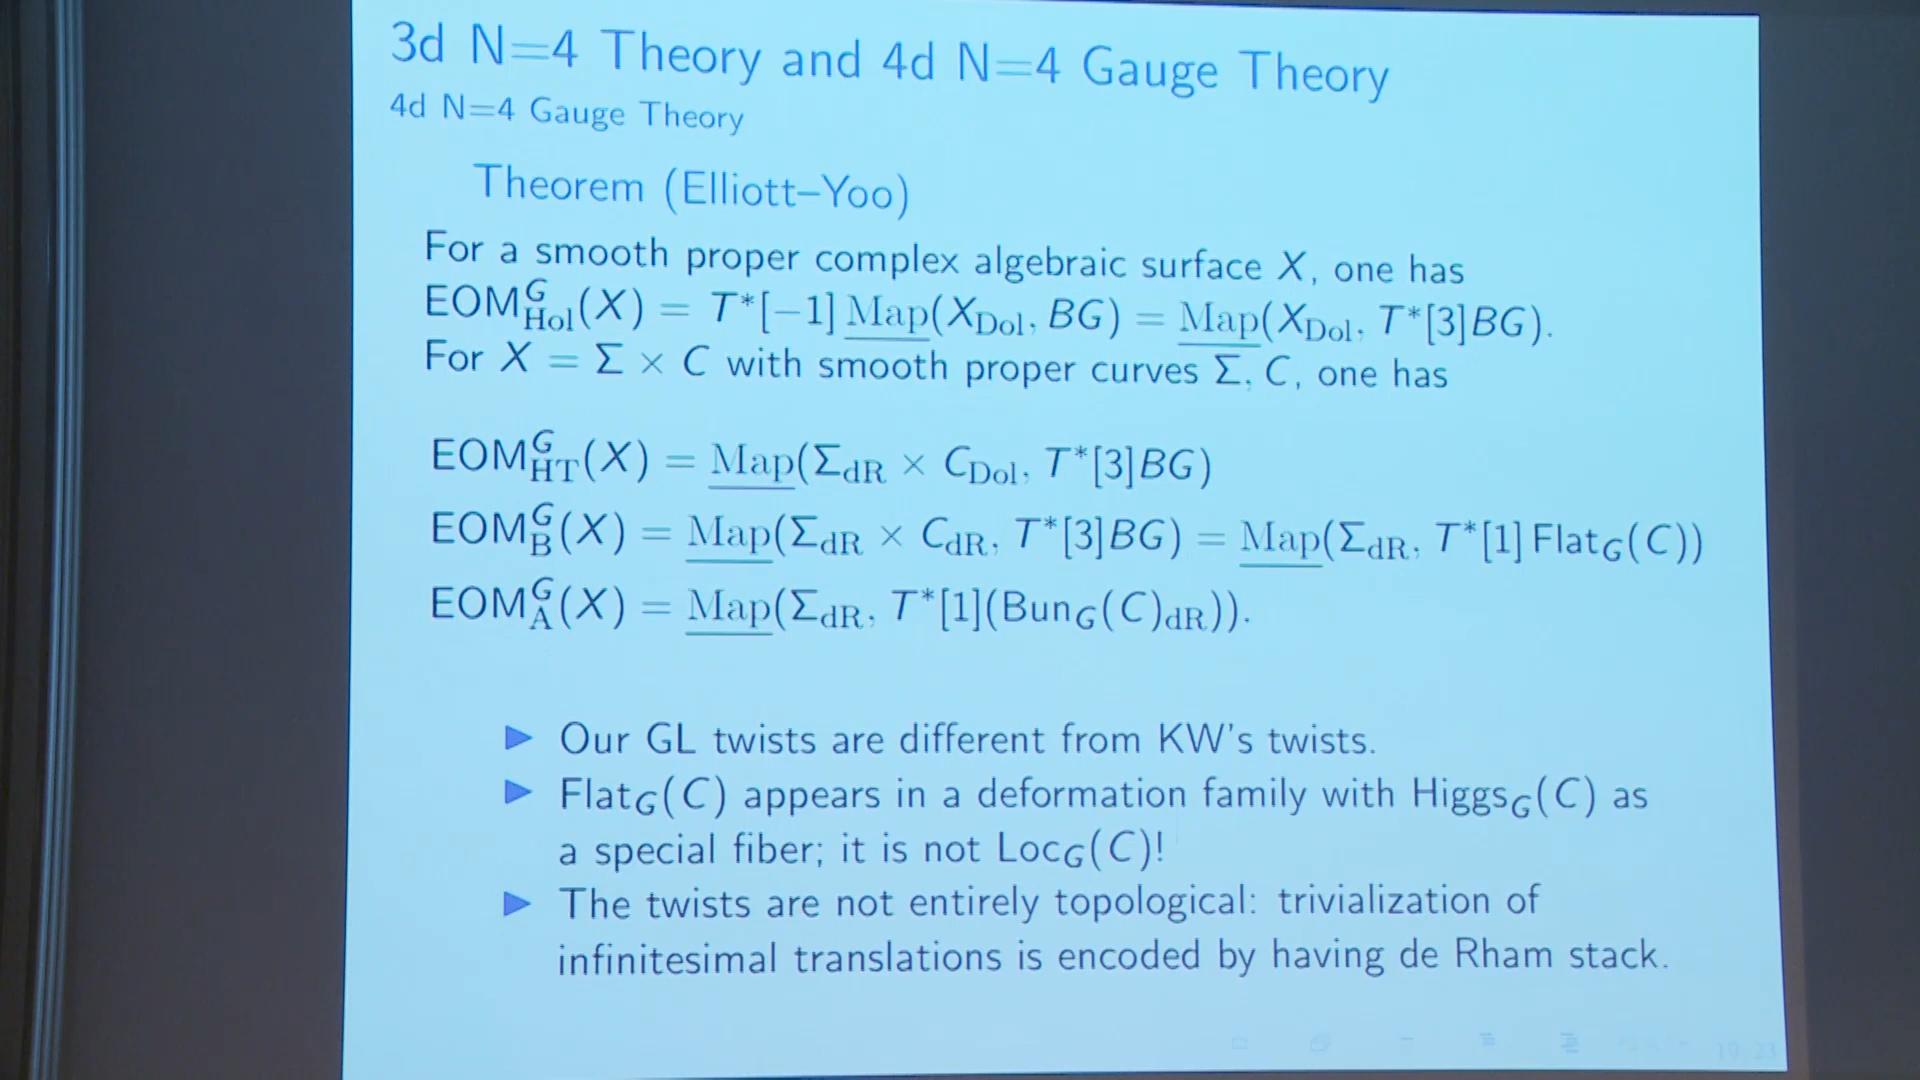 3d N=4 Theory and 4d N=4 Gauge Theory
4d N=4 Gauge Theory
Theorem (Elliott–Yoo)
For a smooth proper complex algebraic surface X, one has
EOM^G_Hol(X) = T*[−1] Map(X_Dol, BG) = Map(X_Dol, T*[3]BG).
For X = Σ × C with smooth proper curves Σ, C, one has
EOM^G_HT(X) = Map(Σ_dR × C_Dol, T*[3]BG)
EOM^G_B(X) = Map(Σ_dR × C_dR, T*[3]BG) = Map(Σ_dR, T*[1] Flat_G(C))
EOM^G_A(X) = Map(Σ_dR, T*[1](Bun_G(C)_dR)).
▶ Our GL twists are different from KW's twists.
▶ Flat_G(C) appears in a deformation family with Higgs_G(C) as
a special fiber; it is not Loc_G(C)!
▶ The twists are not entirely topological: trivialization of
infinitesimal translations is encoded by having de Rham stack.